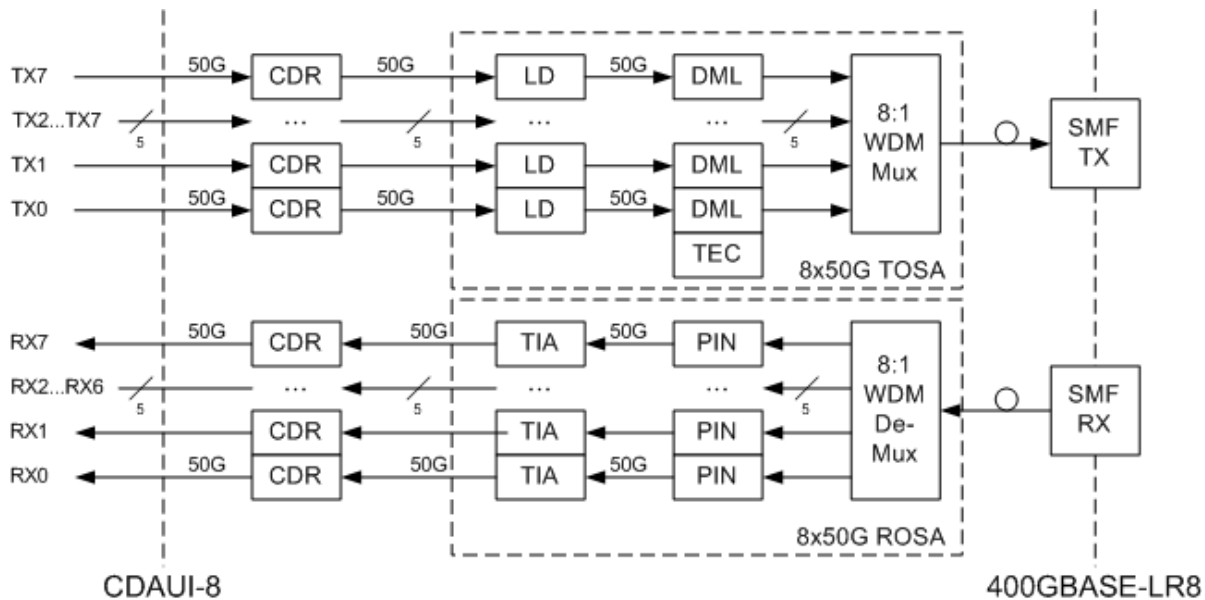 TX7 50G CDR 50G LD 50G DML
TX2...TX7 5 ... 5 ... ... 5
TX1 CDR LD DML
TX0 50G CDR 50G LD 50G DML
TEC
8:1
WDM
Mux
8x50G TOSA
SMF
TX
RX7 50G CDR 50G TIA 50G PIN
RX2...RX6 5 ... 5 ... ... 5
RX1 CDR TIA PIN
RX0 50G CDR 50G TIA 50G PIN
8:1
WDM
De-
Mux
8x50G ROSA
SMF
RX
CDAUI-8
400GBASE-LR8